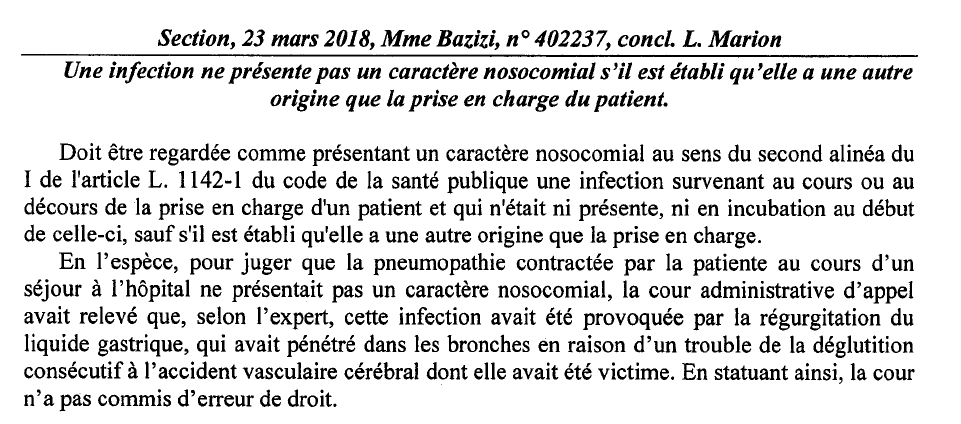 Section, 23 mars 2018, Mme Bazizi, n° 402237, concl. L. Marion
Une infection ne présente pas un caractère nosocomial s'il est établi qu'elle a une autre
origine que la prise en charge du patient.
Doit être regardée comme présentant un caractère nosocomial au sens du second alinéa du
I de l'article L. 1142-1 du code de la santé publique une infection survenant au cours ou au
décours de la prise en charge d'un patient et qui n'était ni présente, ni en incubation au début
de celle-ci, sauf s'il est établi qu'elle a une autre origine que la prise en charge.
En l'espèce, pour juger que la pneumopathie contractée par la patiente au cours d'un
séjour à l'hôpital ne présentait pas un caractère nosocomial, la cour administrative d'appel
avait relevé que, selon l'expert, cette infection avait été provoquée par la régurgitation du
liquide gastrique, qui avait pénétré dans les bronches en raison d'un trouble de la déglutition
consécutif à l'accident vasculaire cérébral dont elle avait été victime. En statuant ainsi, la cour
n'a pas commis d'erreur de droit.